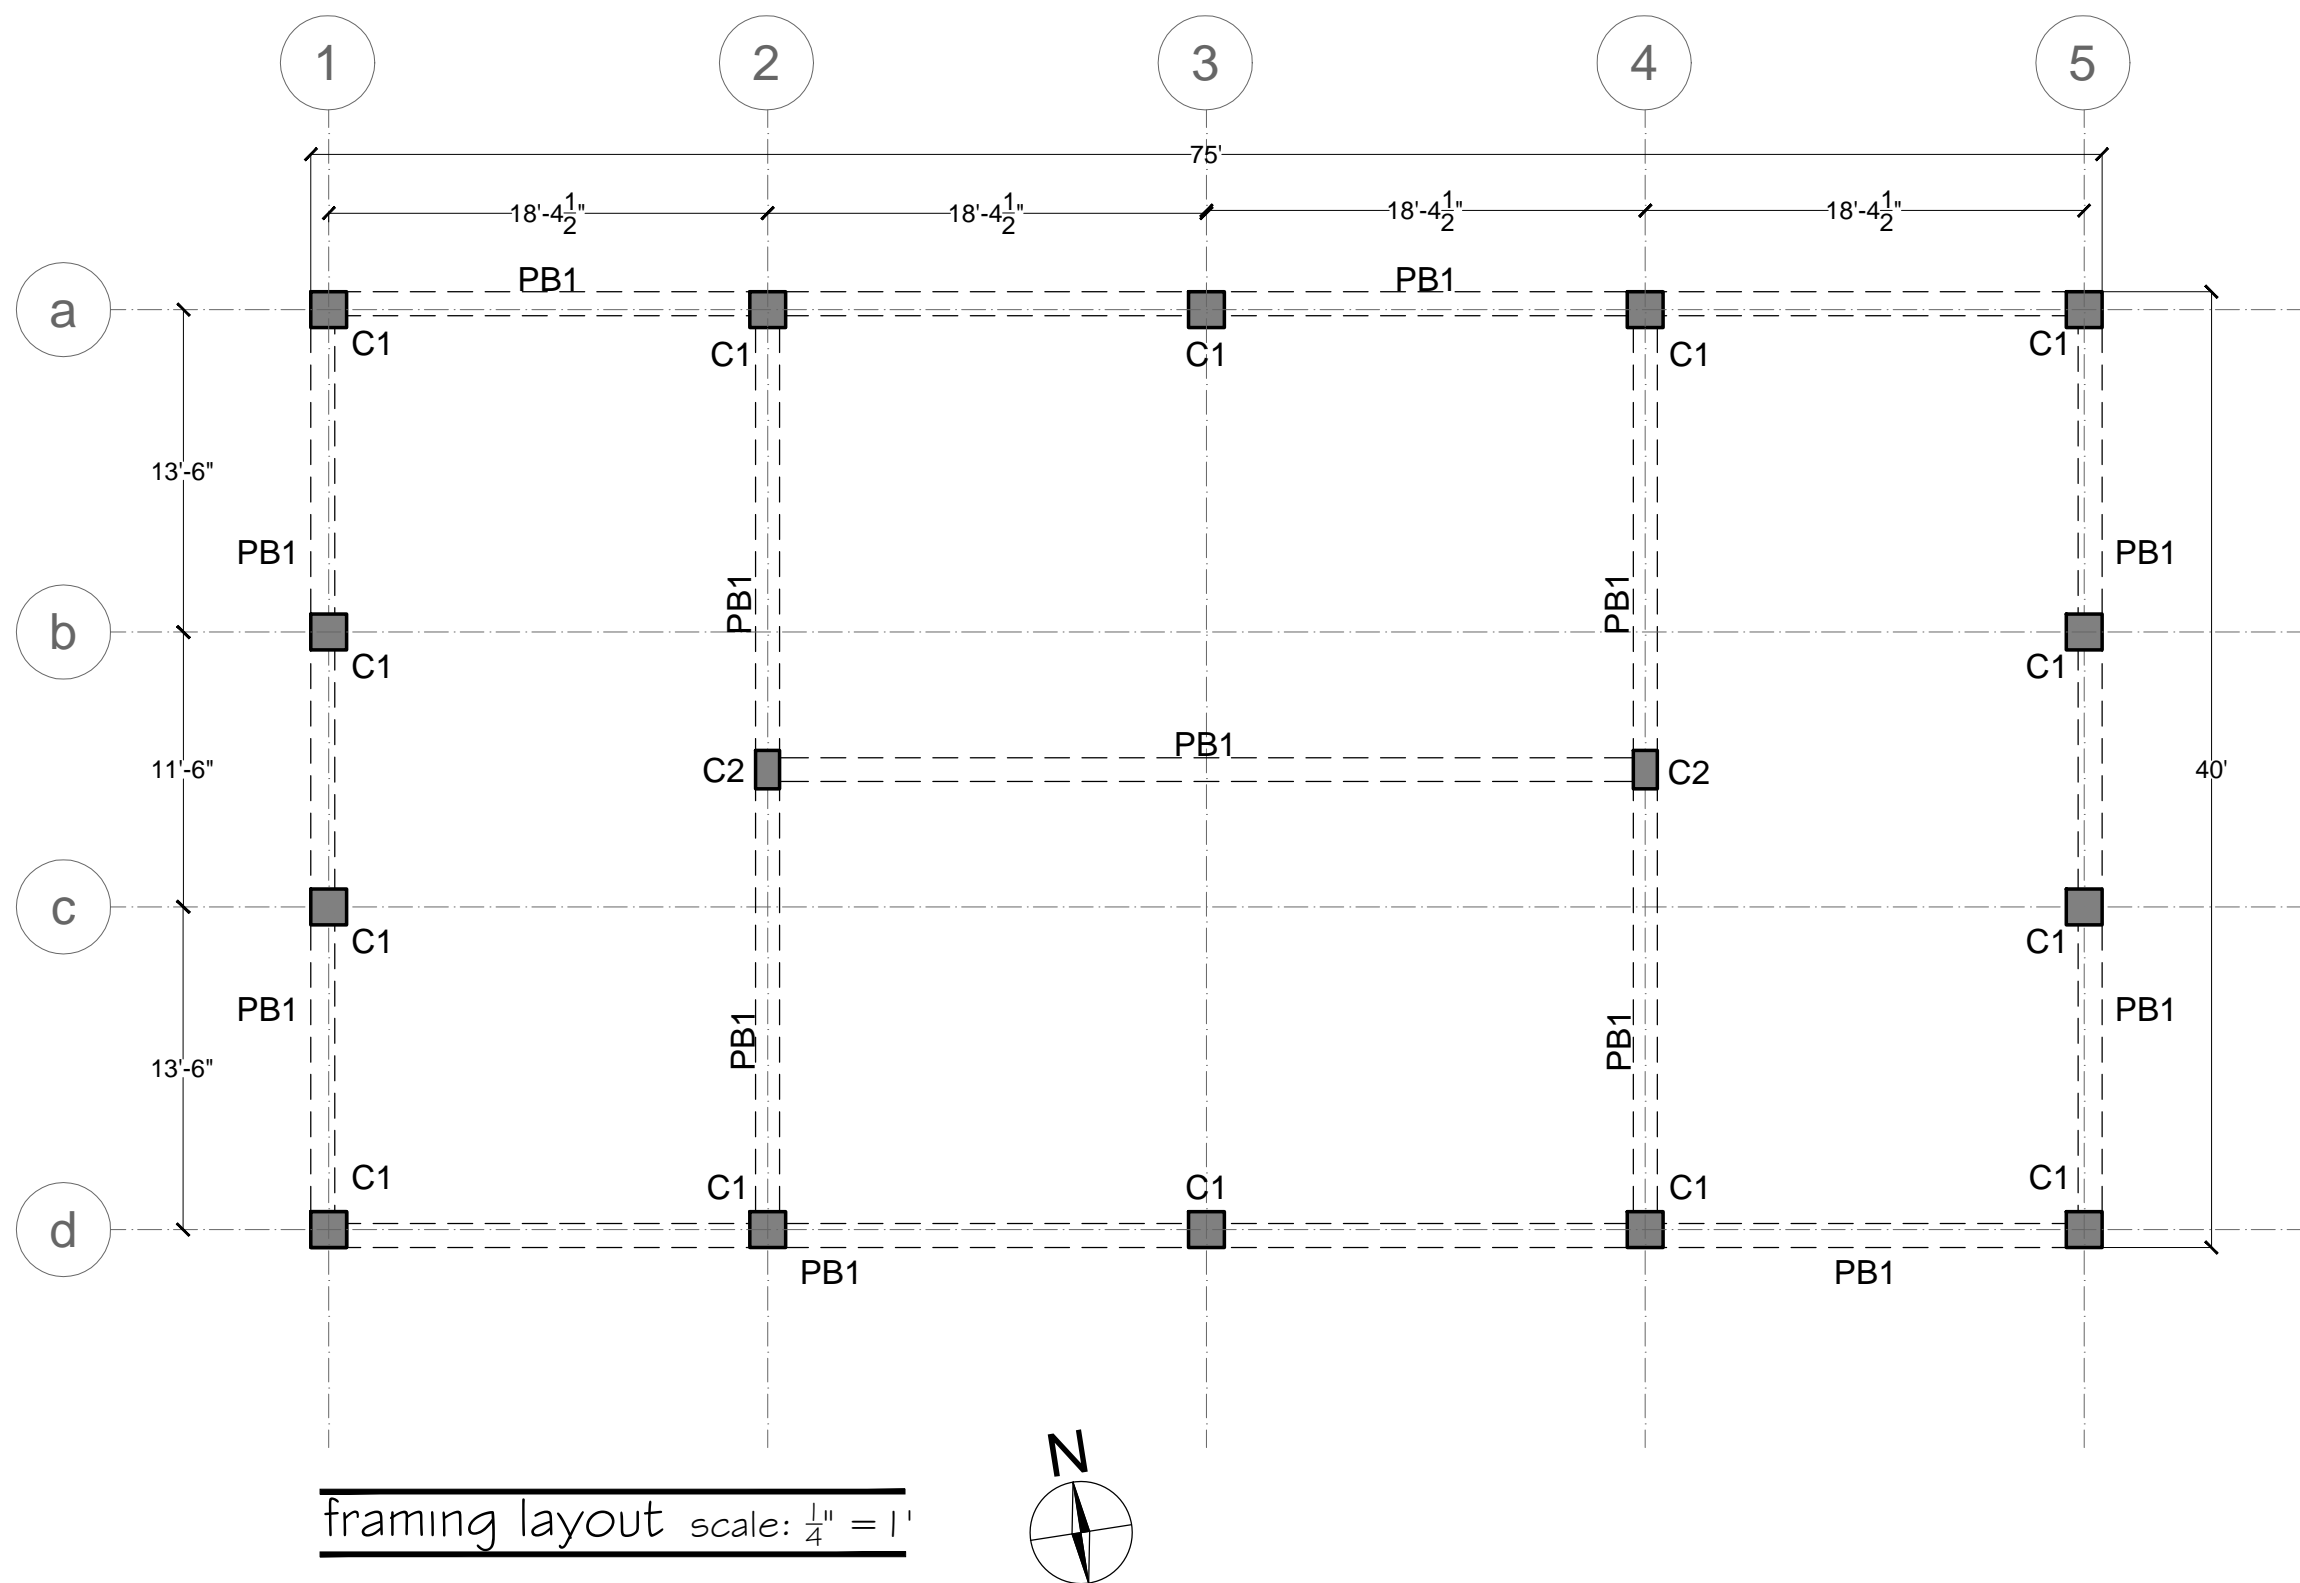 1 2 3 4 5
75'
18'-4½" 18'-4½" 18'-4½" 18'-4½"
PB1 PB1
a
C1 C1 C1 C1 C1
13'-6"
PB1 PB1 PB1 PB1
b
C1 C1
PB1
11'-6" C2 C2 40'
c
C1 C1
PB1 PB1 PB1 PB1
13'-6"
C1 C1 C1 C1 C1
d
PB1 PB1
N
framing layout scale: ¼" = 1'